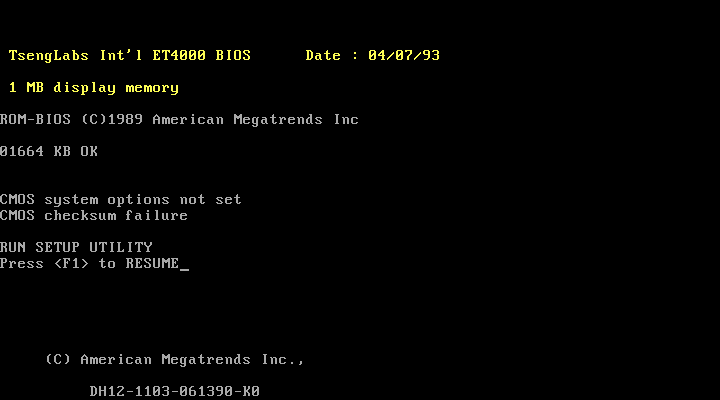 TsengLabs Int'l ET4000 BIOS      Date : 04/07/93
1 MB display memory
ROM-BIOS (C)1989 American Megatrends Inc
01664 KB OK
CMOS system options not set
CMOS checksum failure
RUN SETUP UTILITY
Press <F1> to RESUME_
(C) American Megatrends Inc.,
DH12-1103-061390-K0